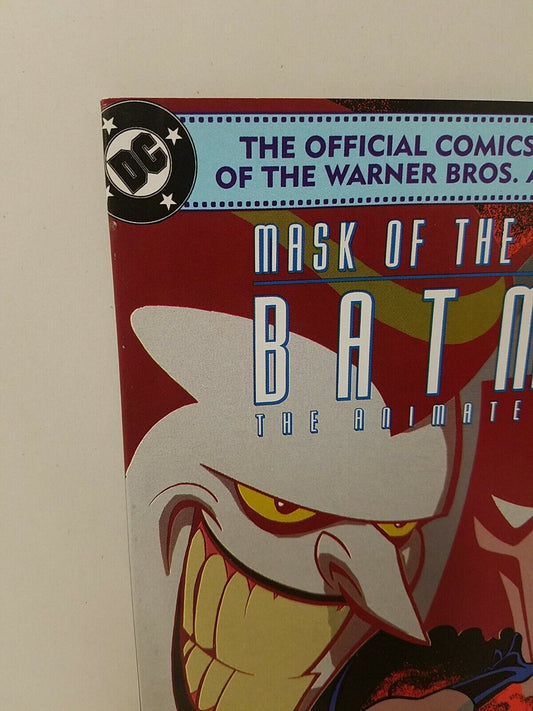 DC
THE OFFICIAL COMICS
OF THE WARNER BROS.
MASK OF THE
BATM
THE ANIMATE